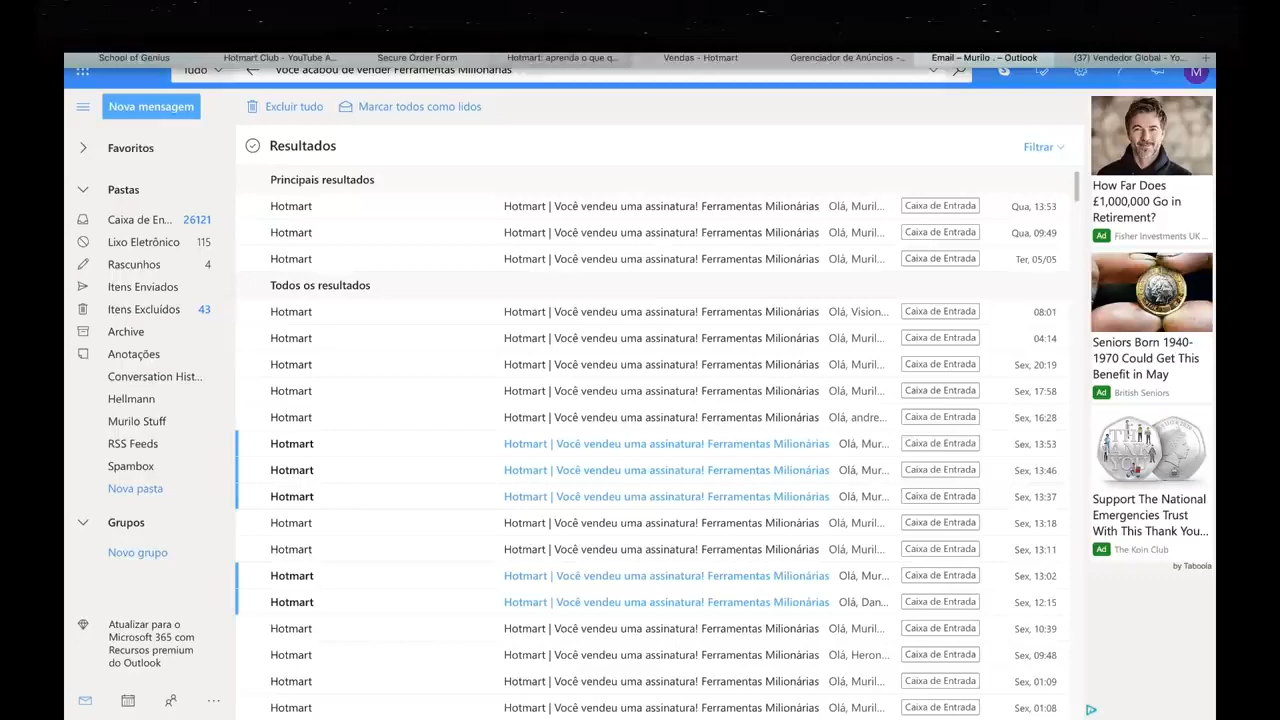 School of Genius Hotmart Club - YouTube A... Secure Order Form Hotmart: aprenda o que q... Vendas - Hotmart Gerenciador de Anúncios -... Email – Murilo . – Outlook (37) Vendedor Global - Yo... +
Tudo Você acabou de vender Ferramentas Milionárias M
Nova mensagem Excluir tudo Marcar todos como lidos
Favoritos
Pastas
Caixa de En... 26121
Lixo Eletrônico 115
Rascunhos 4
Itens Enviados
Itens Excluídos 43
Archive
Anotações
Conversation Hist...
Hellmann
Murilo Stuff
RSS Feeds
Spambox
Nova pasta
Grupos
Novo grupo
Atualizar para o
Microsoft 365 com
Recursos premium
do Outlook
Resultados Filtrar
Principais resultados
Hotmart Hotmart | Você vendeu uma assinatura! Ferramentas Milionárias Olá, Muril... Caixa de Entrada Qua, 13:53
Hotmart Hotmart | Você vendeu uma assinatura! Ferramentas Milionárias Olá, Muril... Caixa de Entrada Qua, 09:49
Hotmart Hotmart | Você vendeu uma assinatura! Ferramentas Milionárias Olá, Muril... Caixa de Entrada Ter, 05/05
Todos os resultados
Hotmart Hotmart | Você vendeu uma assinatura! Ferramentas Milionárias Olá, Vision... Caixa de Entrada 08:01
Hotmart Hotmart | Você vendeu uma assinatura! Ferramentas Milionárias Olá, Muril... Caixa de Entrada 04:14
Hotmart Hotmart | Você vendeu uma assinatura! Ferramentas Milionárias Olá, Muril... Caixa de Entrada Sex, 20:19
Hotmart Hotmart | Você vendeu uma assinatura! Ferramentas Milionárias Olá, Muril... Caixa de Entrada Sex, 17:58
Hotmart Hotmart | Você vendeu uma assinatura! Ferramentas Milionárias Olá, andre... Caixa de Entrada Sex, 16:28
Hotmart Hotmart | Você vendeu uma assinatura! Ferramentas Milionárias Olá, Mur... Caixa de Entrada Sex, 13:53
Hotmart Hotmart | Você vendeu uma assinatura! Ferramentas Milionárias Olá, Mur... Caixa de Entrada Sex, 13:46
Hotmart Hotmart | Você vendeu uma assinatura! Ferramentas Milionárias Olá, Mur... Caixa de Entrada Sex, 13:37
Hotmart Hotmart | Você vendeu uma assinatura! Ferramentas Milionárias Olá, Muril... Caixa de Entrada Sex, 13:18
Hotmart Hotmart | Você vendeu uma assinatura! Ferramentas Milionárias Olá, Muril... Caixa de Entrada Sex, 13:11
Hotmart Hotmart | Você vendeu uma assinatura! Ferramentas Milionárias Olá, Mur... Caixa de Entrada Sex, 13:02
Hotmart Hotmart | Você vendeu uma assinatura! Ferramentas Milionárias Olá, Dan... Caixa de Entrada Sex, 12:15
Hotmart Hotmart | Você vendeu uma assinatura! Ferramentas Milionárias Olá, Muril... Caixa de Entrada Sex, 10:39
Hotmart Hotmart | Você vendeu uma assinatura! Ferramentas Milionárias Olá, Heron... Caixa de Entrada Sex, 09:48
Hotmart Hotmart | Você vendeu uma assinatura! Ferramentas Milionárias Olá, Muril... Caixa de Entrada Sex, 01:09
Hotmart Hotmart | Você vendeu uma assinatura! Ferramentas Milionárias Olá, Muril... Caixa de Entrada Sex, 01:08
How Far Does
£1,000,000 Go in
Retirement?
Ad Fisher Investments UK ...
Seniors Born 1940-
1970 Could Get This
Benefit in May
Ad British Seniors
THANK
YOU
Support The National
Emergencies Trust
With This Thank You...
Ad The Koin Club
by Taboola